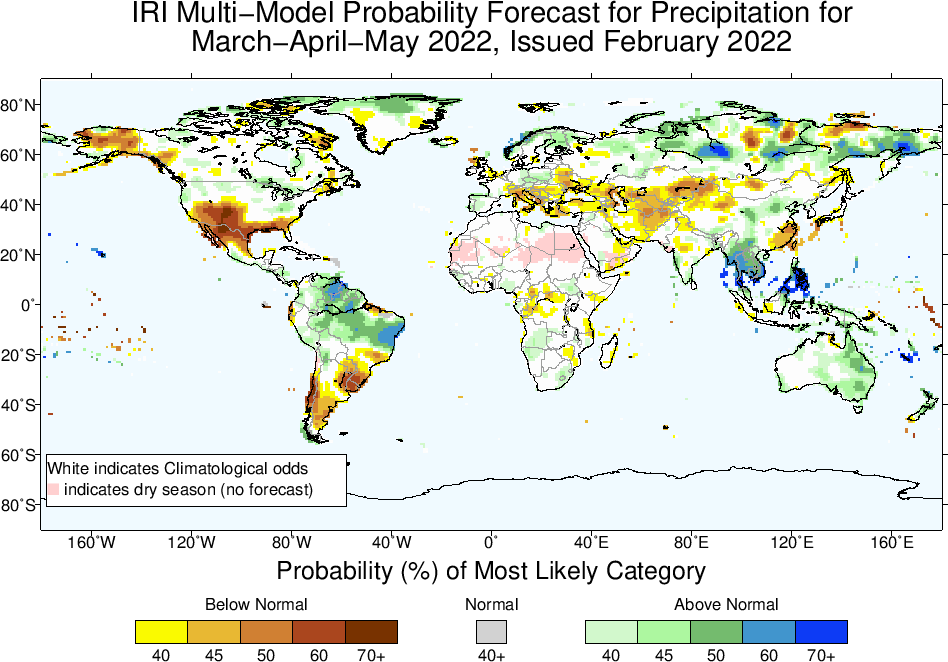 IRI Multi−Model Probability Forecast for Precipitation for
March−April−May 2022, Issued February 2022
80˚N
60˚N
40˚N
20˚N
0˚
20˚S
40˚S
60˚S
80˚S
White indicates Climatological odds
indicates dry season (no forecast)
160˚W 120˚W 80˚W 40˚W 0˚ 40˚E 80˚E 120˚E 160˚E
Probability (%) of Most Likely Category
Below Normal Normal Above Normal
40 45 50 60 70+ 40+ 40 45 50 60 70+